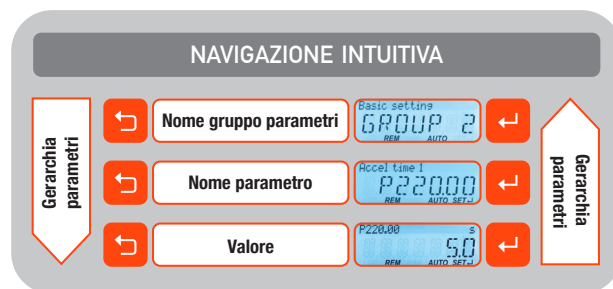 NAVIGAZIONE INTUITIVA
Gerarchia
parametri
Nome gruppo parametri
Basic setting
GROUP 2
REM AUTO
Nome parametro
Accel time 1
P220.00
REM AUTO SET↵
Valore
P220.00 s
5.0
REM AUTO SET↵
Gerarchia
parametri